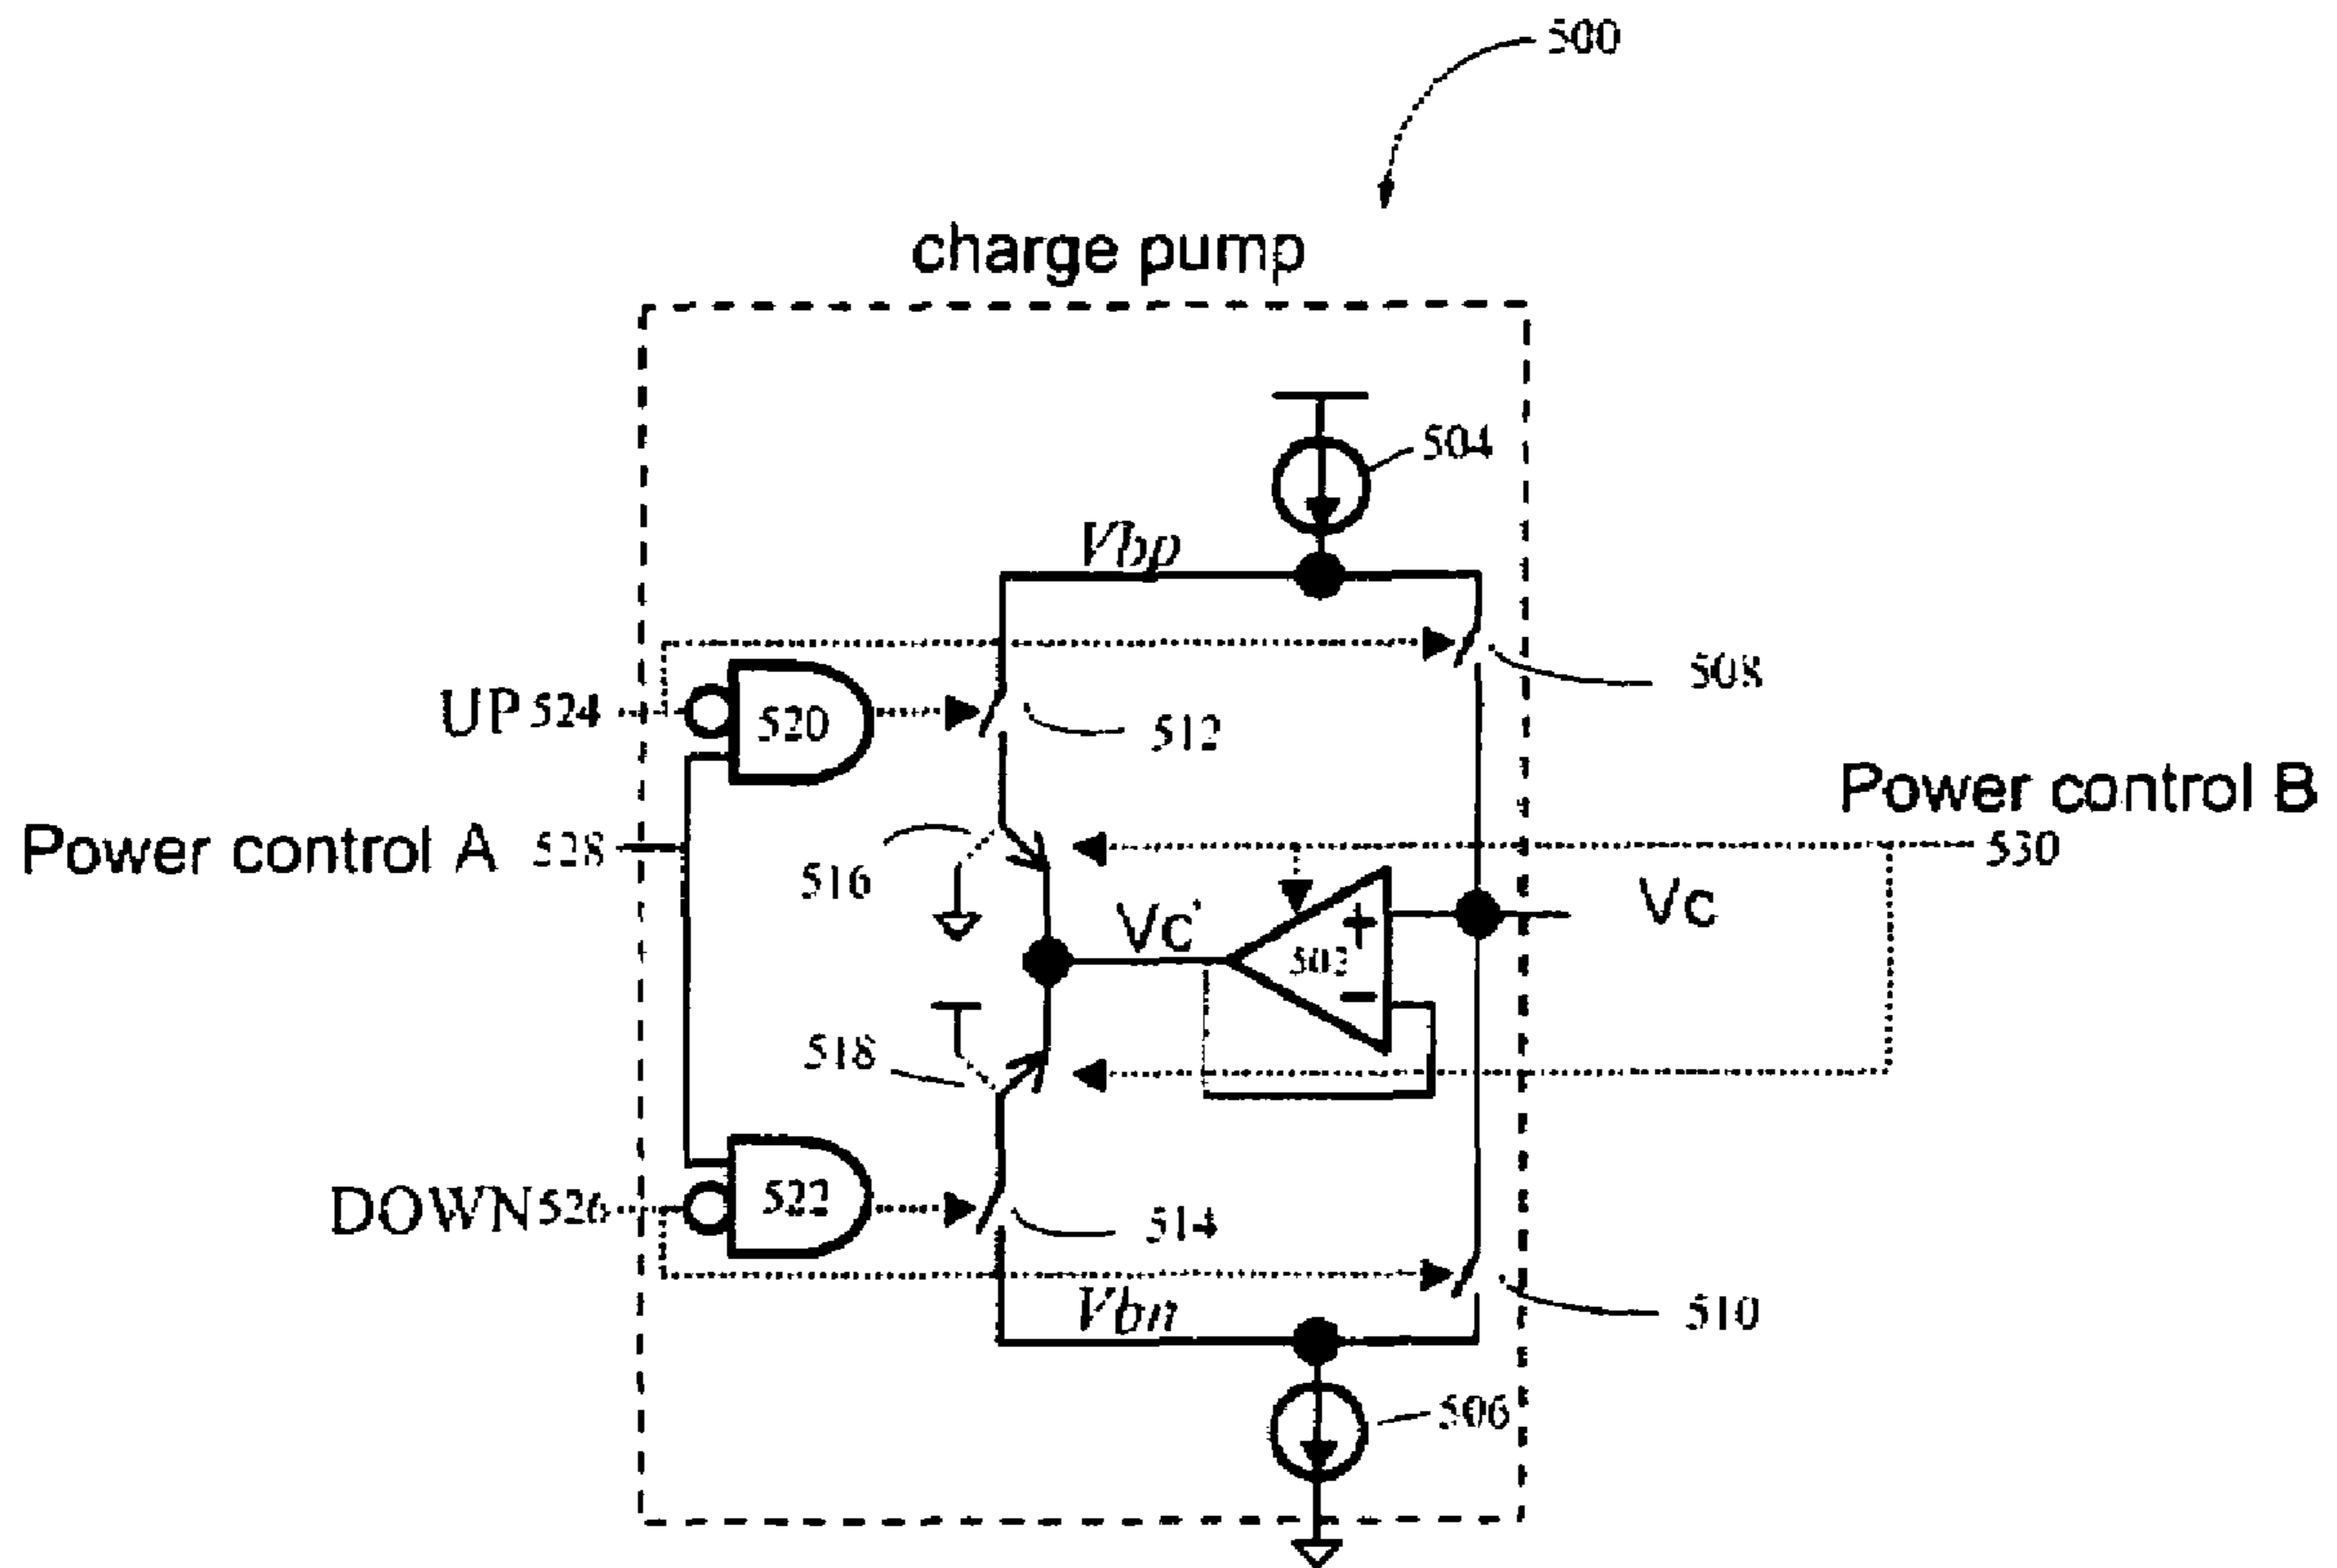 500
charge pump
504
Vbp
508
UP 524
520
512
Power control B
530
Power control A 528
516
Vc
Vc'
+
502
-
518
DOWN 526
522
514
Vbn
510
506